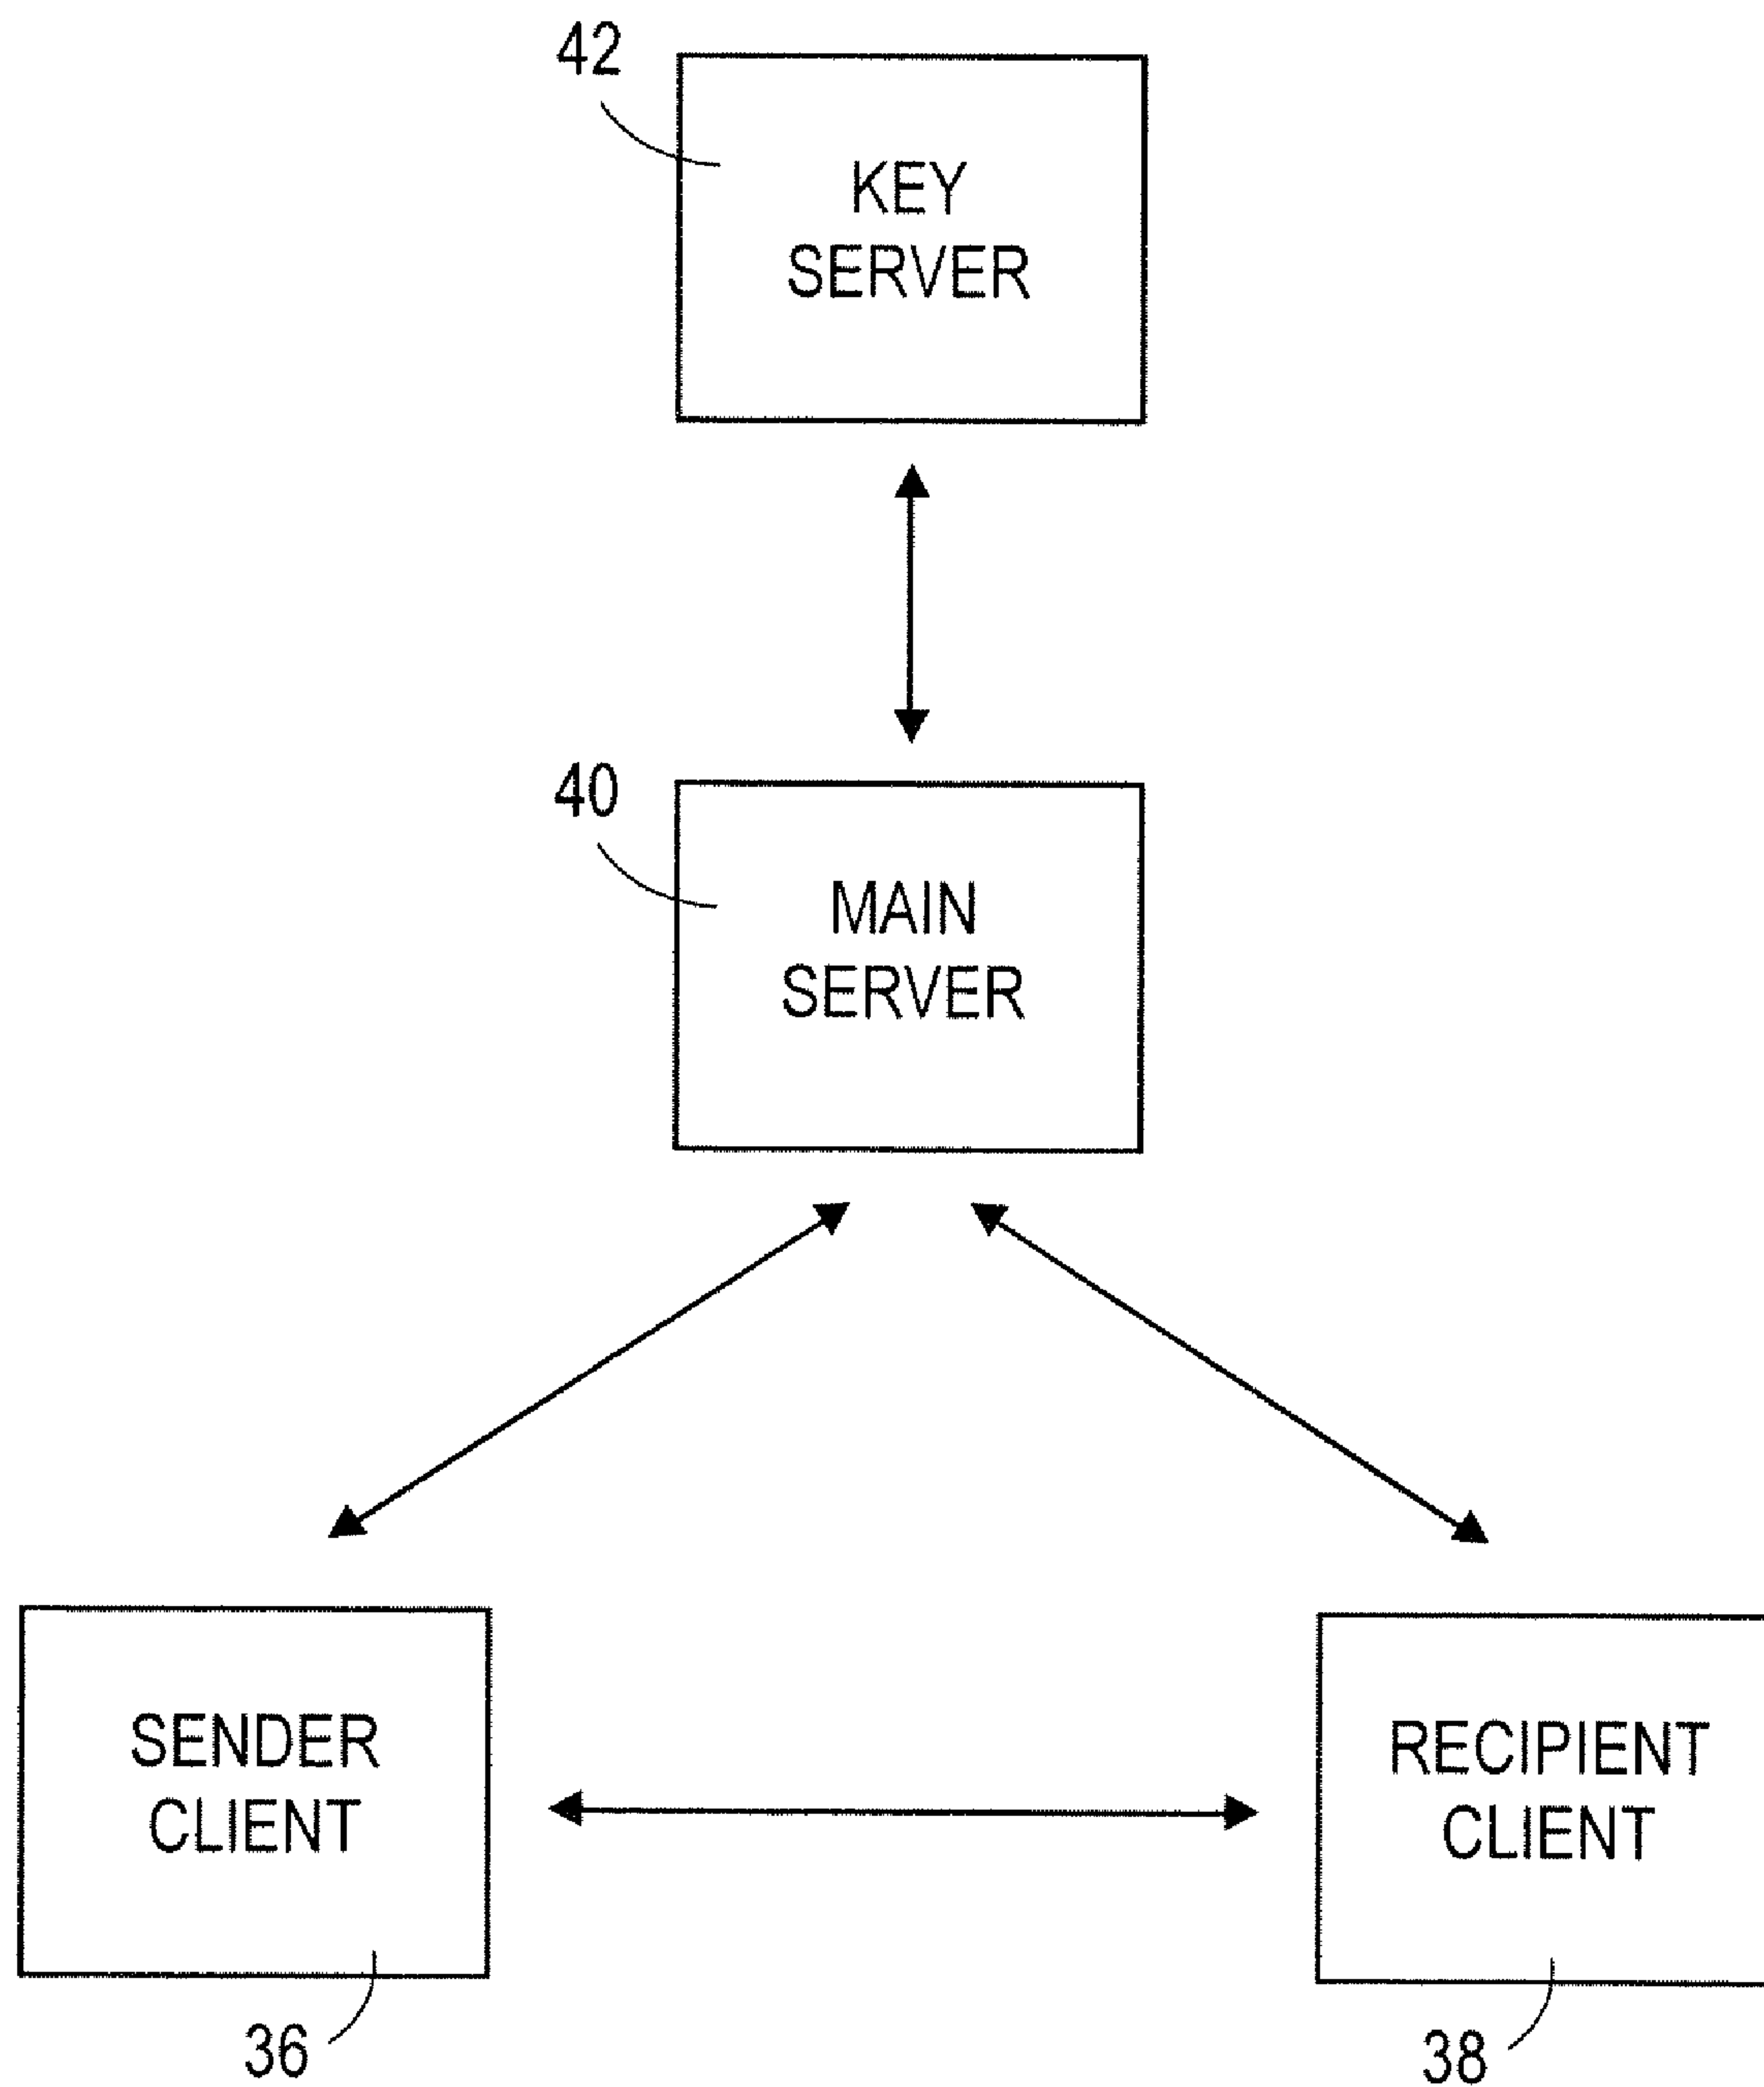 42
KEY
SERVER
40
MAIN
SERVER
SENDER
CLIENT
36
RECIPIENT
CLIENT
38